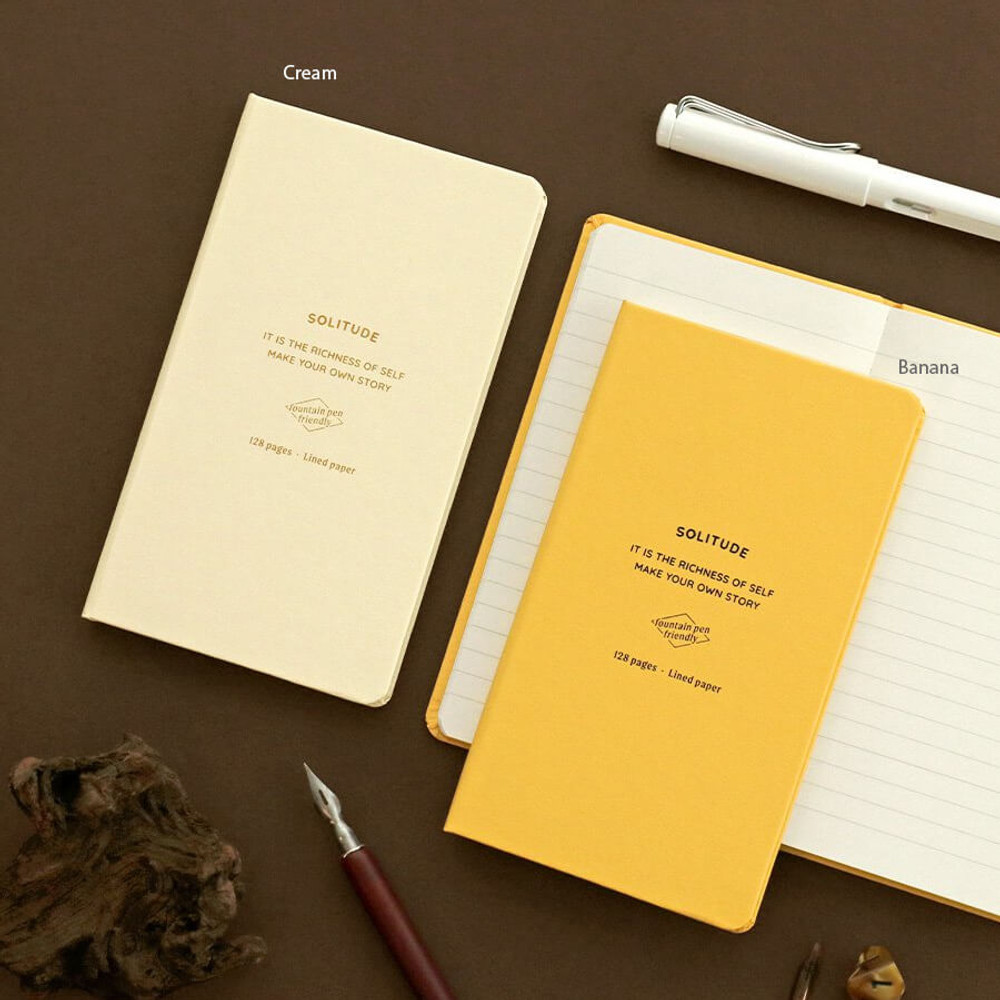 Cream
SOLITUDE
IT IS THE RICHNESS OF SELF
MAKE YOUR OWN STORY
fountain pen
friendly
128 pages · Lined paper
Banana
SOLITUDE
IT IS THE RICHNESS OF SELF
MAKE YOUR OWN STORY
fountain pen
friendly
128 pages · Lined paper